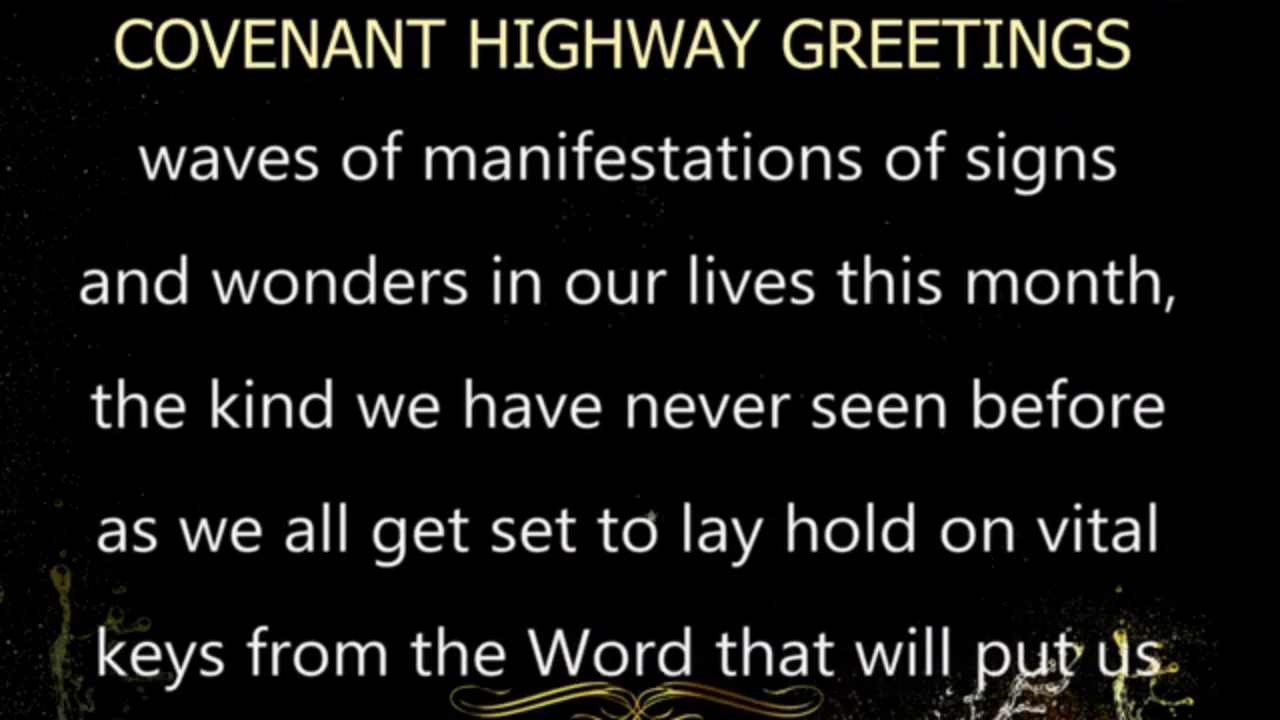 COVENANT HIGHWAY GREETINGS
waves of manifestations of signs
and wonders in our lives this month,
the kind we have never seen before
as we all get set to lay hold on vital
keys from the Word that will put us